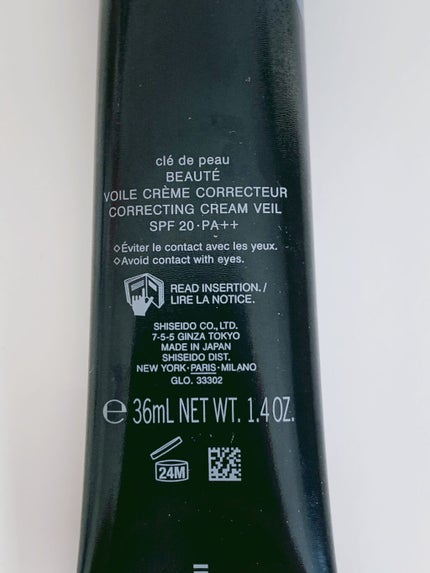 clé de peau
BEAUTÉ
VOILE CRÈME CORRECTEUR
CORRECTING CREAM VEIL
SPF 20·PA++
◇Éviter le contact avec les yeux.
◇Avoid contact with eyes.
READ INSERTION./
LIRE LA NOTICE.
SHISEIDO CO., LTD.
7-5-5 GINZA TOKYO
MADE IN JAPAN
SHISEIDO DIST.
NEW YORK·PARIS·MILANO
GLO. 33302
℮ 36mL NET WT. 1.4 OZ.
24M